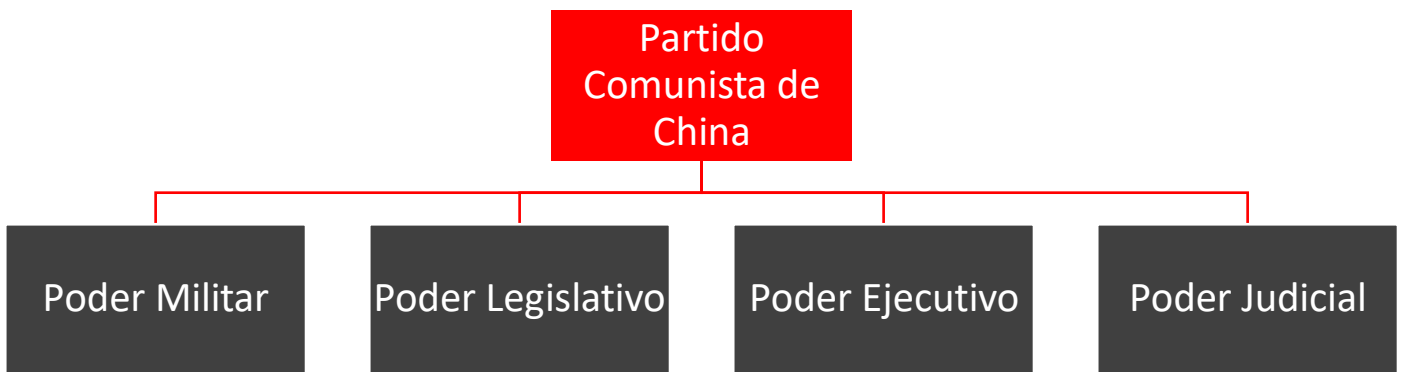 Partido
Comunista de
China
Poder Militar
Poder Legislativo
Poder Ejecutivo
Poder Judicial